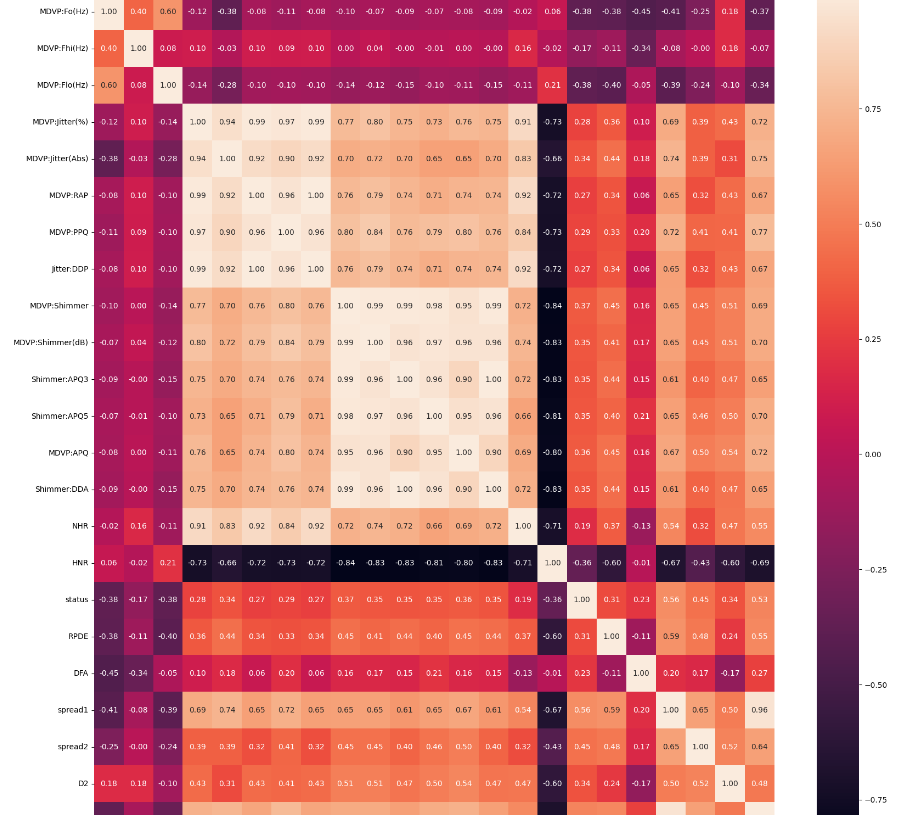 MDVP:Fo(Hz) 1.00 0.40 0.60 -0.12 -0.38 -0.08 -0.11 -0.08 -0.10 -0.07 -0.09 -0.07 -0.08 -0.09 -0.02 0.06 -0.38 -0.38 -0.45 -0.41 -0.25 0.18 -0.37
MDVP:Fhi(Hz) 0.40 1.00 0.08 0.10 -0.03 0.10 0.09 0.10 0.00 0.04 -0.00 -0.01 0.00 -0.00 0.16 -0.02 -0.17 -0.11 -0.34 -0.08 -0.00 0.18 -0.07
MDVP:Flo(Hz) 0.60 0.08 1.00 -0.14 -0.28 -0.10 -0.10 -0.10 -0.14 -0.12 -0.15 -0.10 -0.11 -0.15 -0.11 0.21 -0.38 -0.40 -0.05 -0.39 -0.24 -0.10 -0.34
0.75
MDVP:Jitter(%) -0.12 0.10 -0.14 1.00 0.94 0.99 0.97 0.99 0.77 0.80 0.75 0.73 0.76 0.75 0.91 -0.73 0.28 0.36 0.10 0.69 0.39 0.43 0.72
MDVP:Jitter(Abs) -0.38 -0.03 -0.28 0.94 1.00 0.92 0.90 0.92 0.70 0.72 0.70 0.65 0.65 0.70 0.83 -0.66 0.34 0.44 0.18 0.74 0.39 0.31 0.75
MDVP:RAP -0.08 0.10 -0.10 0.99 0.92 1.00 0.96 1.00 0.76 0.79 0.74 0.71 0.74 0.74 0.92 -0.72 0.27 0.34 0.06 0.65 0.32 0.43 0.67
0.50
MDVP:PPQ -0.11 0.09 -0.10 0.97 0.90 0.96 1.00 0.96 0.80 0.84 0.76 0.79 0.80 0.76 0.84 -0.73 0.29 0.33 0.20 0.72 0.41 0.41 0.77
Jitter:DDP -0.08 0.10 -0.10 0.99 0.92 1.00 0.96 1.00 0.76 0.79 0.74 0.71 0.74 0.74 0.92 -0.72 0.27 0.34 0.06 0.65 0.32 0.43 0.67
MDVP:Shimmer -0.10 0.00 -0.14 0.77 0.70 0.76 0.80 0.76 1.00 0.99 0.99 0.98 0.95 0.99 0.72 -0.84 0.37 0.45 0.16 0.65 0.45 0.51 0.69
0.25
MDVP:Shimmer(dB) -0.07 0.04 -0.12 0.80 0.72 0.79 0.84 0.79 0.99 1.00 0.96 0.97 0.96 0.96 0.74 -0.83 0.35 0.41 0.17 0.65 0.45 0.51 0.70
Shimmer:APQ3 -0.09 -0.00 -0.15 0.75 0.70 0.74 0.76 0.74 0.99 0.96 1.00 0.96 0.90 1.00 0.72 -0.83 0.35 0.44 0.15 0.61 0.40 0.47 0.65
Shimmer:APQ5 -0.07 -0.01 -0.10 0.73 0.65 0.71 0.79 0.71 0.98 0.97 0.96 1.00 0.95 0.96 0.66 -0.81 0.35 0.40 0.21 0.65 0.46 0.50 0.70
0.00
MDVP:APQ -0.08 0.00 -0.11 0.76 0.65 0.74 0.80 0.74 0.95 0.96 0.90 0.95 1.00 0.90 0.69 -0.80 0.36 0.45 0.16 0.67 0.50 0.54 0.72
Shimmer:DDA -0.09 -0.00 -0.15 0.75 0.70 0.74 0.76 0.74 0.99 0.96 1.00 0.96 0.90 1.00 0.72 -0.83 0.35 0.44 0.15 0.61 0.40 0.47 0.65
NHR -0.02 0.16 -0.11 0.91 0.83 0.92 0.84 0.92 0.72 0.74 0.72 0.66 0.69 0.72 1.00 -0.71 0.19 0.37 -0.13 0.54 0.32 0.47 0.55
HNR 0.06 -0.02 0.21 -0.73 -0.66 -0.72 -0.73 -0.72 -0.84 -0.83 -0.83 -0.81 -0.80 -0.83 -0.71 1.00 -0.36 -0.60 -0.01 -0.67 -0.43 -0.60 -0.69
−0.25
status -0.38 -0.17 -0.38 0.28 0.34 0.27 0.29 0.27 0.37 0.35 0.35 0.35 0.36 0.35 0.19 -0.36 1.00 0.31 0.23 0.56 0.45 0.34 0.53
RPDE -0.38 -0.11 -0.40 0.36 0.44 0.34 0.33 0.34 0.45 0.41 0.44 0.40 0.45 0.44 0.37 -0.60 0.31 1.00 -0.11 0.59 0.48 0.24 0.55
DFA -0.45 -0.34 -0.05 0.10 0.18 0.06 0.20 0.06 0.16 0.17 0.15 0.21 0.16 0.15 -0.13 -0.01 0.23 -0.11 1.00 0.20 0.17 -0.17 0.27
−0.50
spread1 -0.41 -0.08 -0.39 0.69 0.74 0.65 0.72 0.65 0.65 0.65 0.61 0.65 0.67 0.61 0.54 -0.67 0.56 0.59 0.20 1.00 0.65 0.50 0.96
spread2 -0.25 -0.00 -0.24 0.39 0.39 0.32 0.41 0.32 0.45 0.45 0.40 0.46 0.50 0.40 0.32 -0.43 0.45 0.48 0.17 0.65 1.00 0.52 0.64
D2 0.18 0.18 -0.10 0.43 0.31 0.43 0.41 0.43 0.51 0.51 0.47 0.50 0.54 0.47 0.47 -0.60 0.34 0.24 -0.17 0.50 0.52 1.00 0.48
−0.75